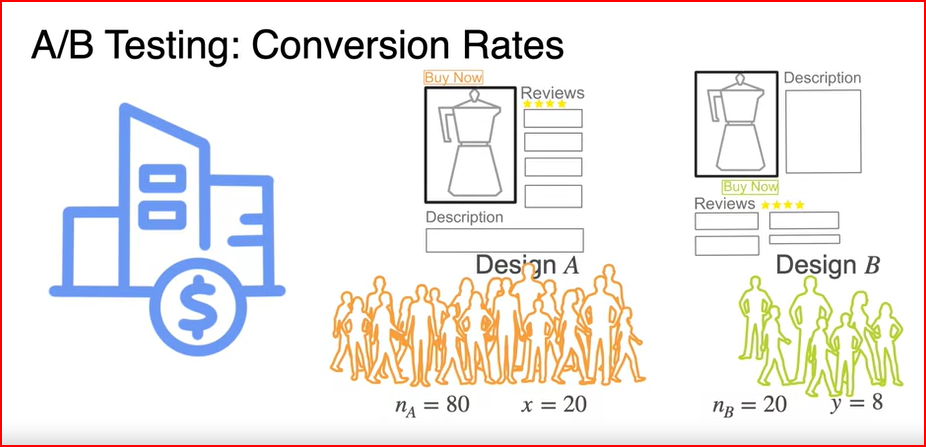 A/B Testing: Conversion Rates
Buy Now
Reviews
Description
Design A
n_A = 80
x = 20
Description
Buy Now
Reviews
Design B
n_B = 20
y = 8
$